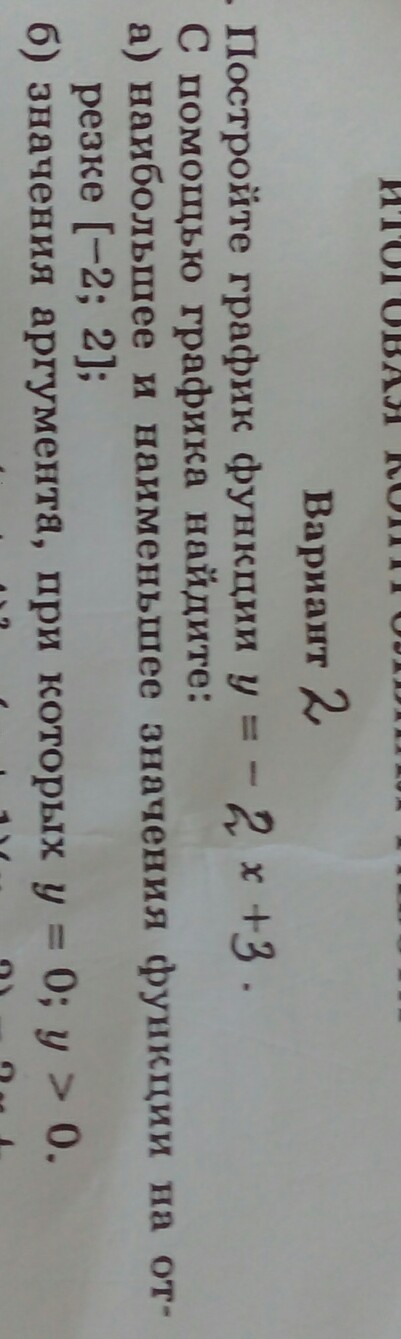 Вариант 2
Постройте график функции y = - 2 x + 3 .
С помощью графика найдите:
а) наибольшее и наименьшее значения функции на от-
резке [-2; 2];
б) значения аргумента, при которых y = 0; y > 0.